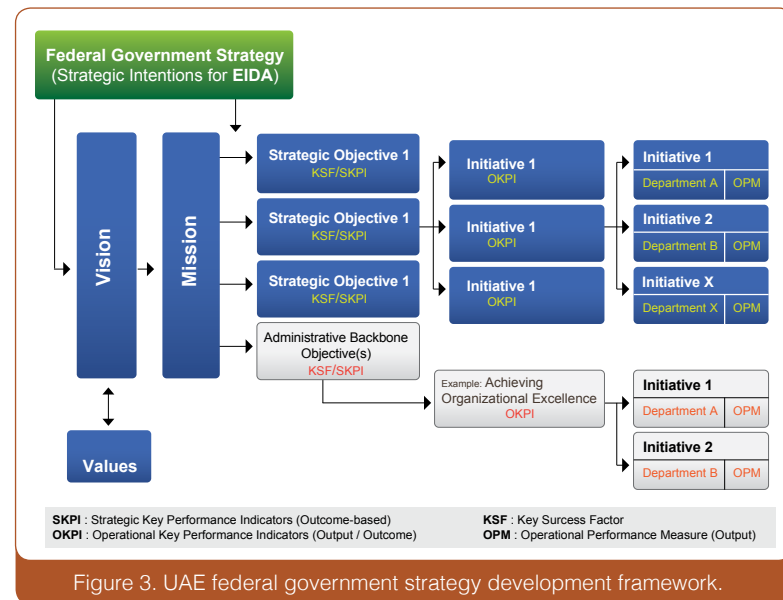 Federal Government Strategy
(Strategic Intentions for EIDA)
Vision
Values
Mission
Strategic Objective 1
KSF/SKPI
Strategic Objective 1
KSF/SKPI
Strategic Objective 1
KSF/SKPI
Administrative Backbone
Objective(s)
KSF/SKPI
Initiative 1
OKPI
Initiative 1
OKPI
Initiative 1
OKPI
Example: Achieving
Organizational Excellence
OKPI
Initiative 1
Department A OPM
Initiative 2
Department B OPM
Initiative X
Department X OPM
Initiative 1
Department A OPM
Initiative 2
Department B OPM
SKPI : Strategic Key Performance Indicators (Outcome-based)
OKPI : Operational Key Performance Indicators (Output / Outcome)
KSF : Key Surcess Factor
OPM : Operational Performance Measure (Output)
Figure 3. UAE federal government strategy development framework.